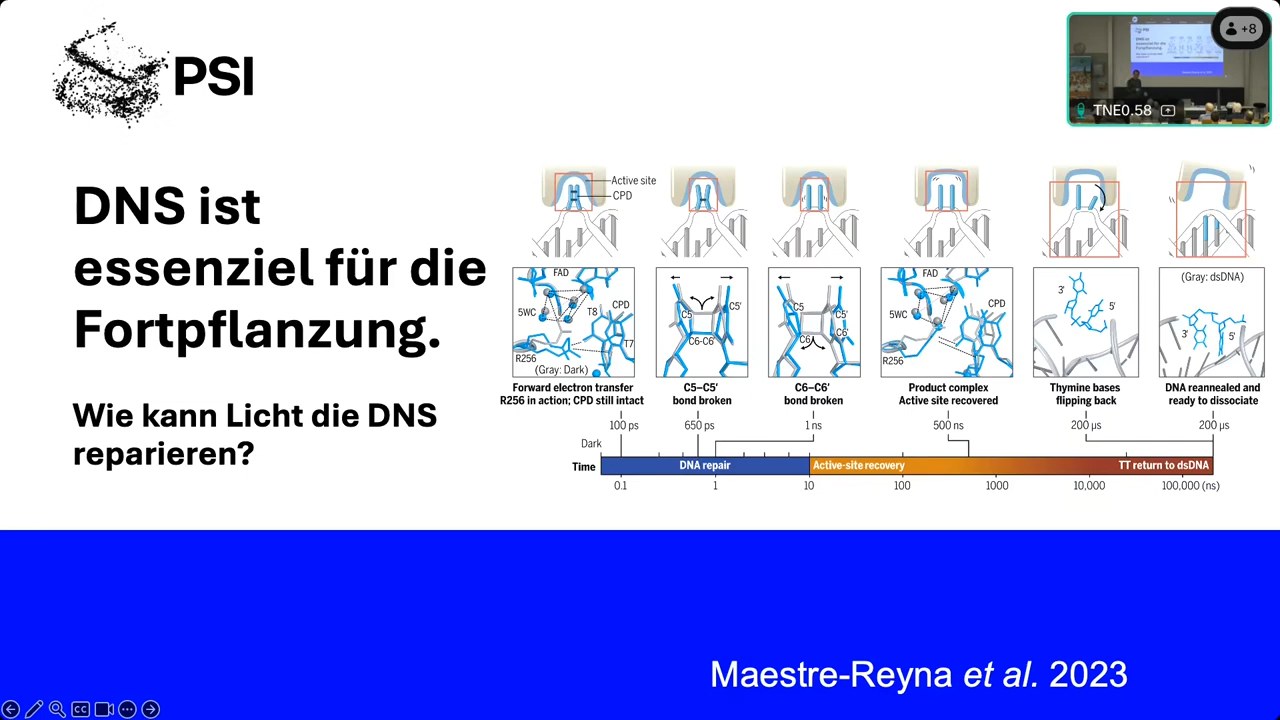 PSI
+8
TNE0.58
DNS ist
essenziel für die
Fortpflanzung.
Wie kann Licht die DNS
reparieren?
Active site
CPD
FAD
5WC
T8
CPD
T7
R256
(Gray: Dark)
C5
C5'
C6-C6'
C5
C5'
C6
C6'
FAD
CPD
5WC
R256
3'
5'
(Gray: dsDNA)
3'
5'
Forward electron transfer
R256 in action; CPD still intact
C5–C5'
bond broken
C6–C6'
bond broken
Product complex
Active site recovered
Thymine bases
flipping back
DNA reannealed and
ready to dissociate
100 ps
650 ps
1 ns
500 ns
200 µs
200 µs
Dark
Time
DNA repair
Active-site recovery
TT return to dsDNA
0.1
1
10
100
1000
10,000
100,000 (ns)
Maestre-Reyna et al. 2023
CC